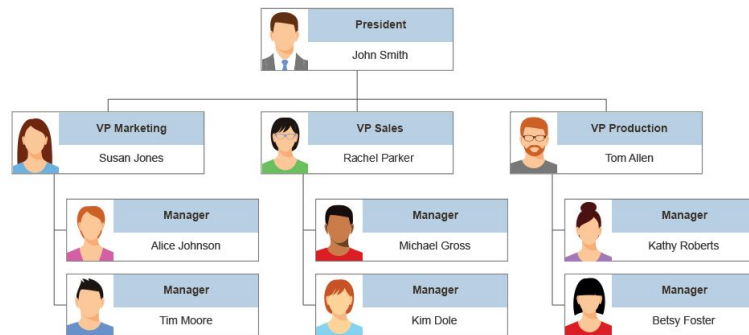 President
John Smith
VP Marketing
Susan Jones
VP Sales
Rachel Parker
VP Production
Tom Allen
Manager
Alice Johnson
Manager
Michael Gross
Manager
Kathy Roberts
Manager
Tim Moore
Manager
Kim Dole
Manager
Betsy Foster